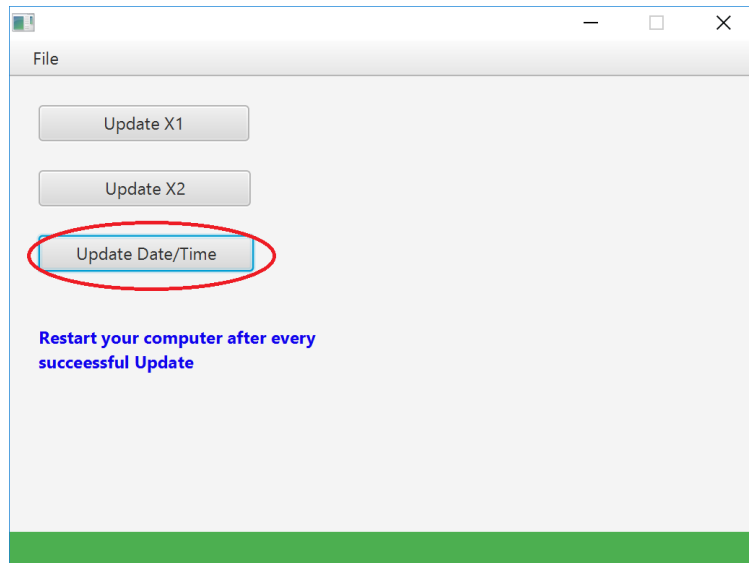 File
Update X1
Update X2
Update Date/Time
Restart your computer after every
succeessful Update